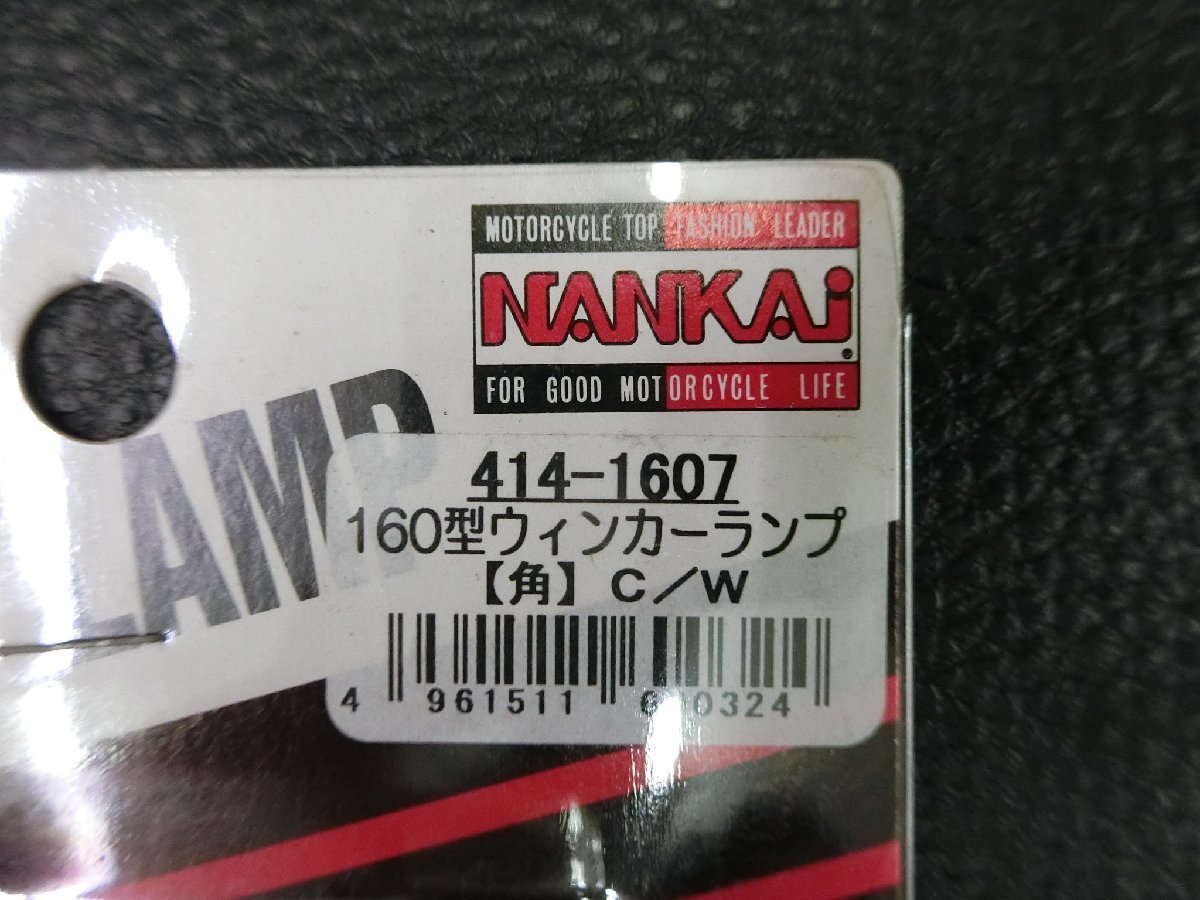 MOTORCYCLE TOP FASHION LEADER
NANKAi
FOR GOOD MOTORCYCLE LIFE
LAMP
414-1607
160型ウィンカーランプ
【角】C/W
4 961511